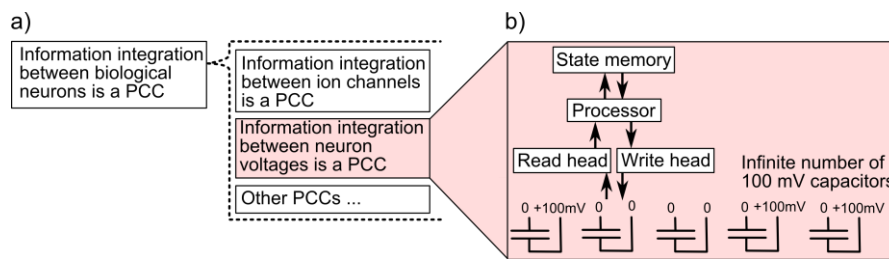 a)
Information integration
between biological
neurons is a PCC
Information integration
between ion channels
is a PCC
Information integration
between neuron
voltages is a PCC
Other PCCs ...
b)
State memory
Processor
Read head
Write head
Infinite number of
100 mV capacitors
0 +100mV 0 0 0 0 0 +100mV 0 +100mV